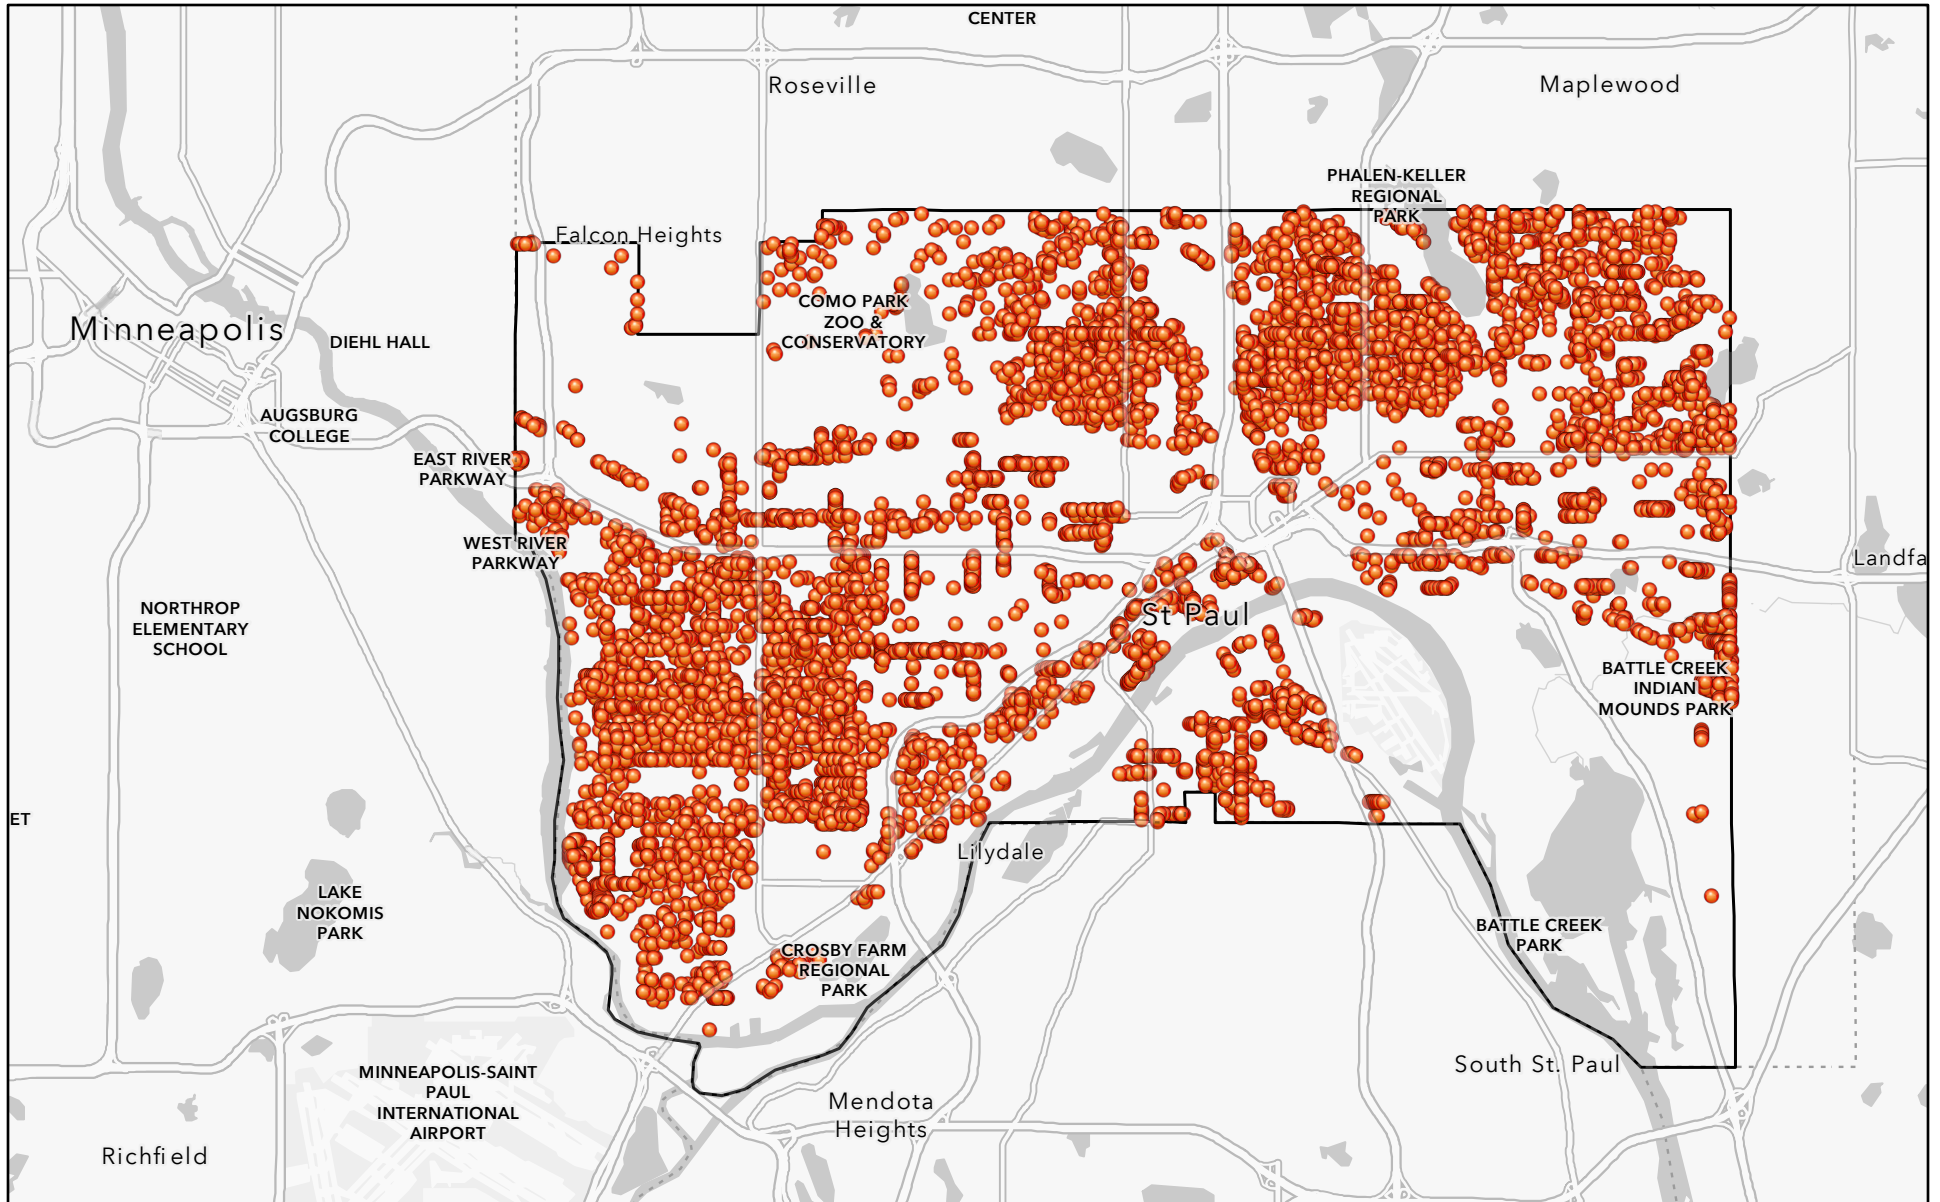 CENTER
Roseville
Maplewood
PHALEN-KELLER
REGIONAL
PARK
Falcon Heights
COMO PARK
ZOO &
CONSERVATORY
Minneapolis
DIEHL HALL
AUGSBURG
COLLEGE
EAST RIVER
PARKWAY
WEST RIVER
PARKWAY
Landfa
St Paul
NORTHROP
ELEMENTARY
SCHOOL
BATTLE CREEK
INDIAN
MOUNDS PARK
ET
Lilydale
LAKE
NOKOMIS
PARK
BATTLE CREEK
PARK
CROSBY FARM
REGIONAL
PARK
South St. Paul
MINNEAPOLIS-SAINT
PAUL
INTERNATIONAL
AIRPORT
Mendota
Heights
Richfield